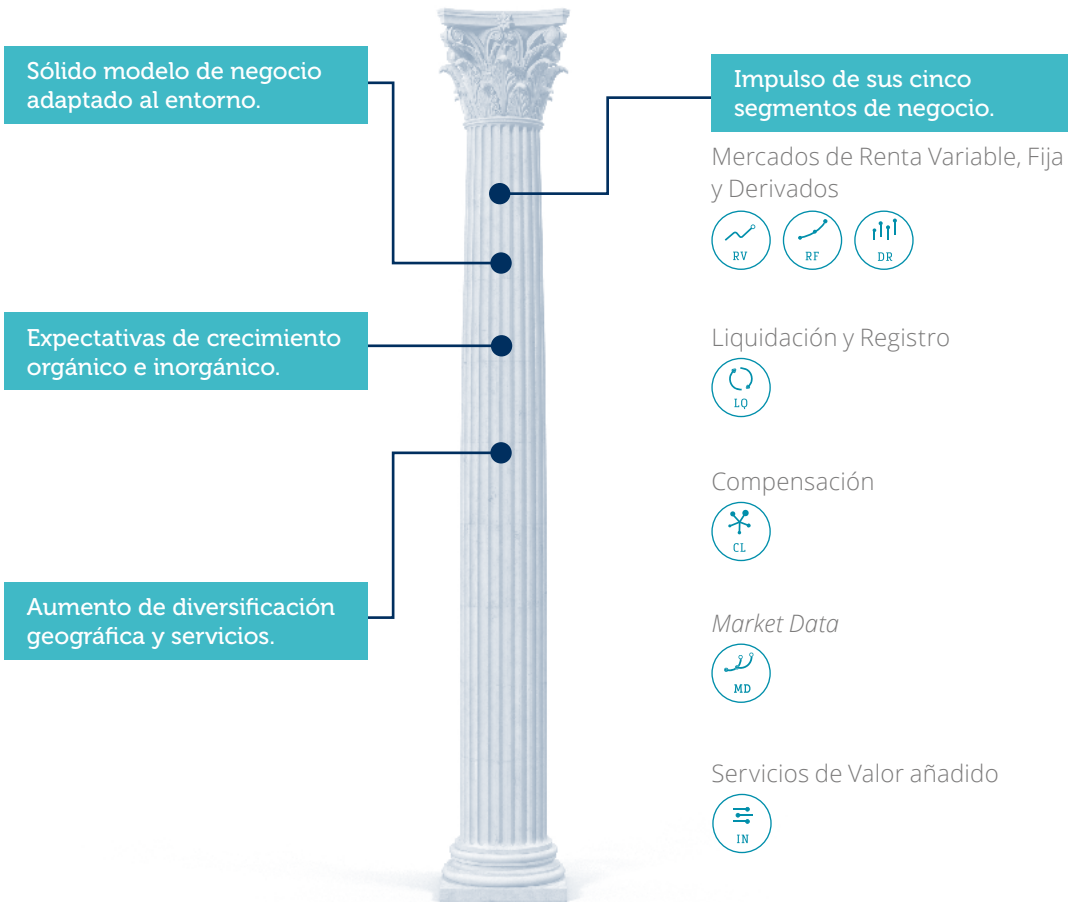 Sólido modelo de negocio
adaptado al entorno.
Expectativas de crecimiento
orgánico e inorgánico.
Aumento de diversificación
geográfica y servicios.
Impulso de sus cinco
segmentos de negocio.
Mercados de Renta Variable, Fija
y Derivados
RV RF DR
Liquidación y Registro
LQ
Compensación
CL
Market Data
MD
Servicios de Valor añadido
IN